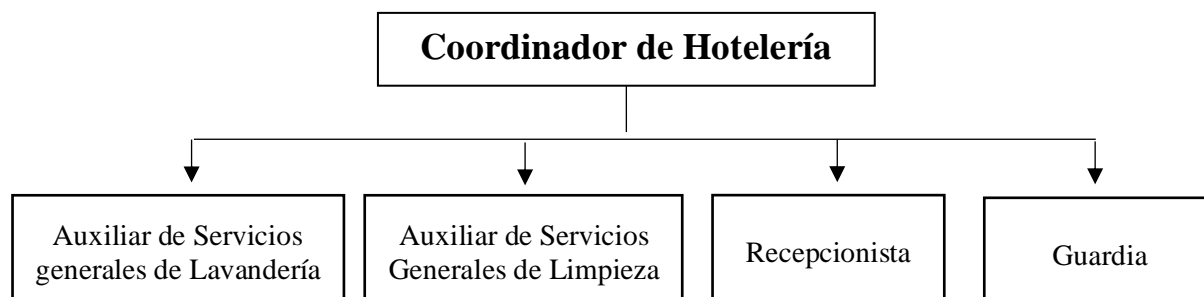 Coordinador de Hotelería
Auxiliar de Servicios
generales de Lavandería
Auxiliar de Servicios
Generales de Limpieza
Recepcionista
Guardia